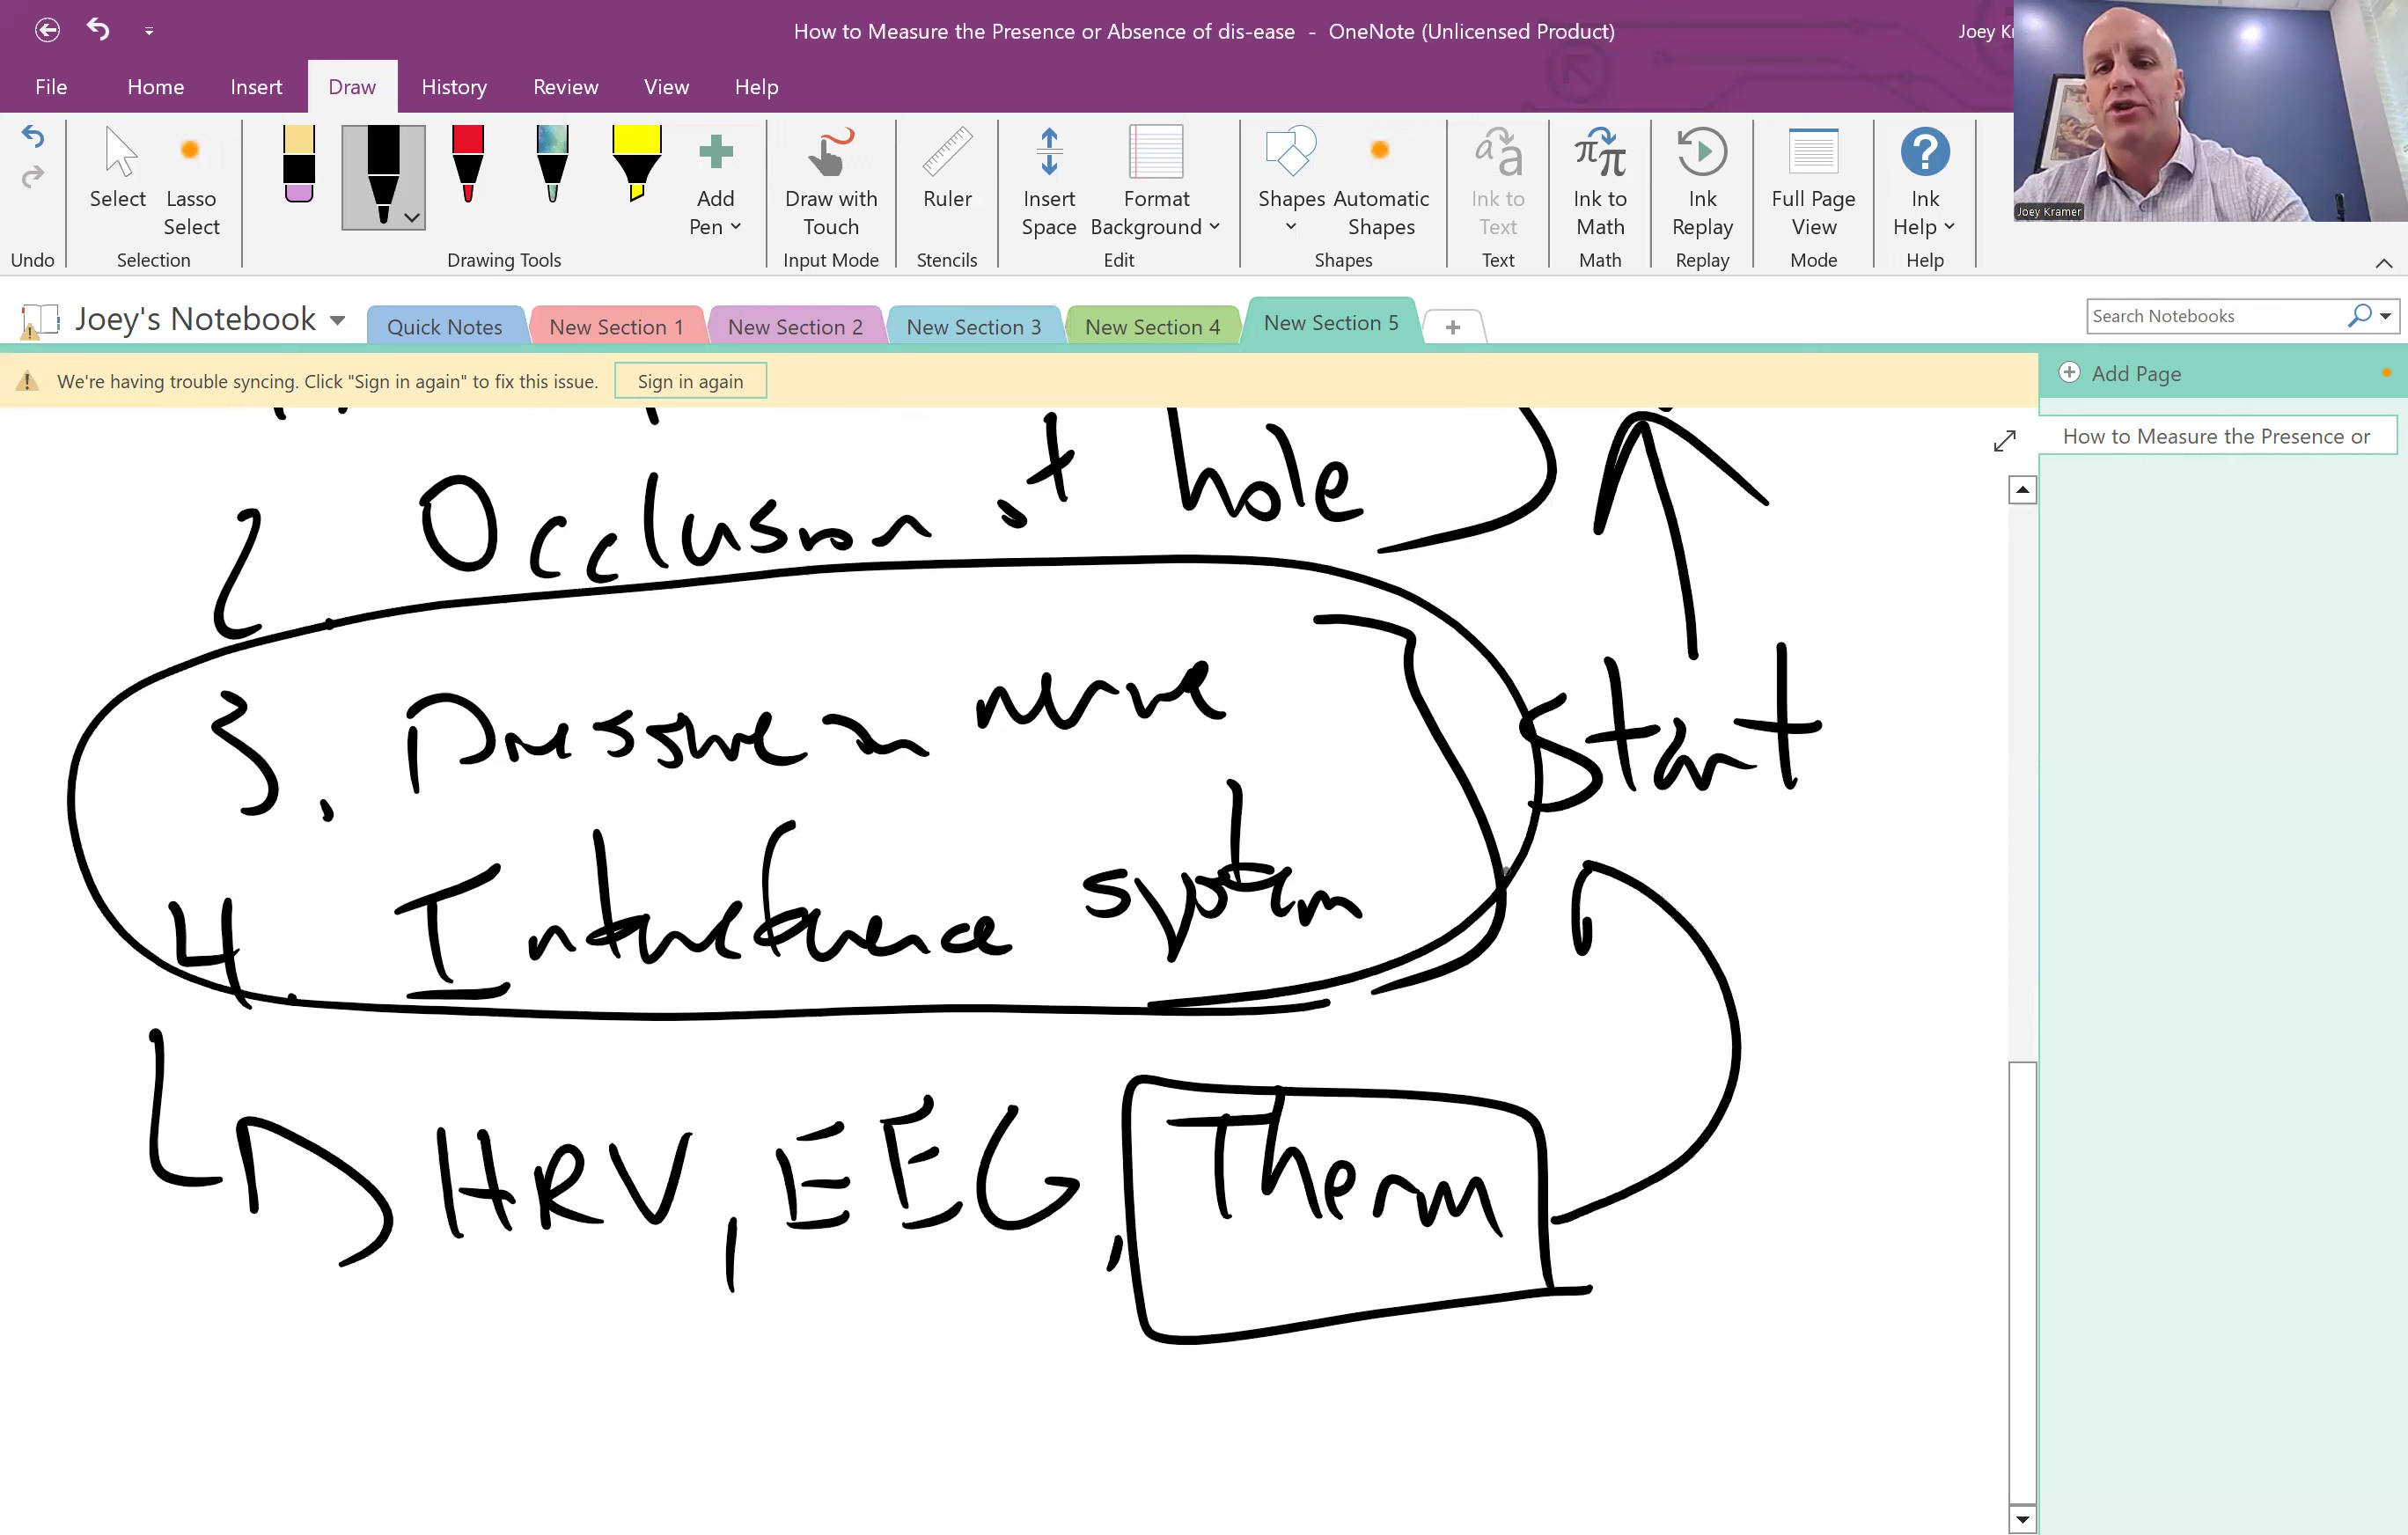 How to Measure the Presence or Absence of dis-ease - OneNote (Unlicensed Product)
Joey Kr
File Home Insert Draw History Review View Help
Select
Lasso Select
Add Pen
Draw with Touch
Ruler
Insert Space
Format Background
Shapes
Automatic Shapes
Ink to Text
Ink to Math
Ink Replay
Full Page View
Ink Help
Joey Kramer
Undo Selection Drawing Tools Input Mode Stencils Edit Shapes Text Math Replay Mode Help
Joey's Notebook
Quick Notes New Section 1 New Section 2 New Section 3 New Section 4 New Section 5 +
Search Notebooks
We're having trouble syncing. Click "Sign in again" to fix this issue. Sign in again
Add Page
How to Measure the Presence or
2. Occlusion of hole
3. Pressure on nerve
Start
4. Interference system
HRV, EEG, Therm